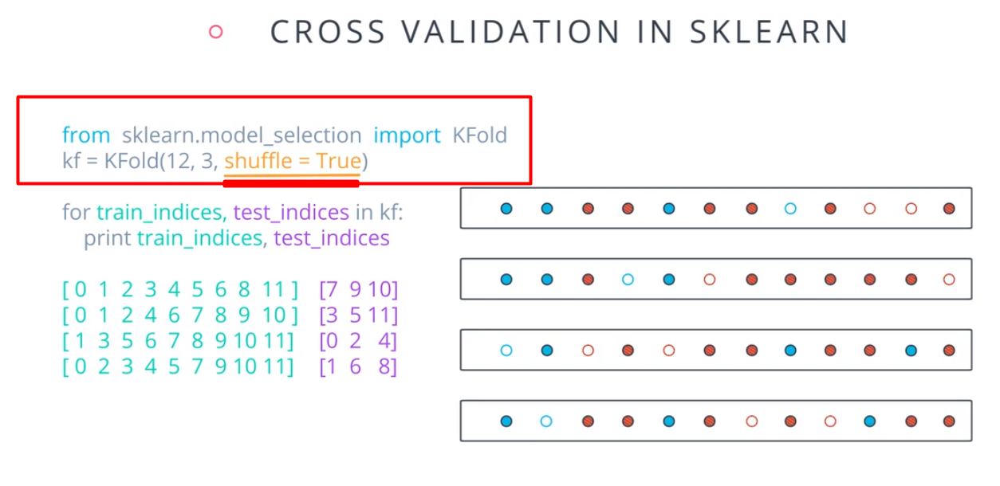 CROSS VALIDATION IN SKLEARN
from sklearn.model_selection import KFold
kf = KFold(12, 3, shuffle = True)
for train_indices, test_indices in kf:
print train_indices, test_indices
[ 0 1 2 3 4 5 6 8 11 ] [7 9 10]
[ 0 1 2 4 6 7 8 9 10 ] [3 5 11]
[ 1 3 5 6 7 8 9 10 11] [0 2 4]
[ 0 2 3 4 5 7 9 10 11] [1 6 8]